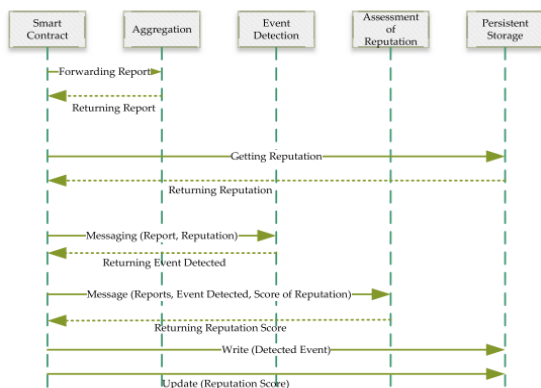 Smart
Contract
Aggregation
Event
Detection
Assessment
of
Reputation
Persistent
Storage
Forwarding Report
Returning Report
Getting Reputation
Returning Reputation
Messaging (Report, Reputation)
Returning Event Detected
Message (Reports, Event Detected, Score of Reputation)
Returning Reputation Score
Write (Detected Event)
Update (Reputation Score)